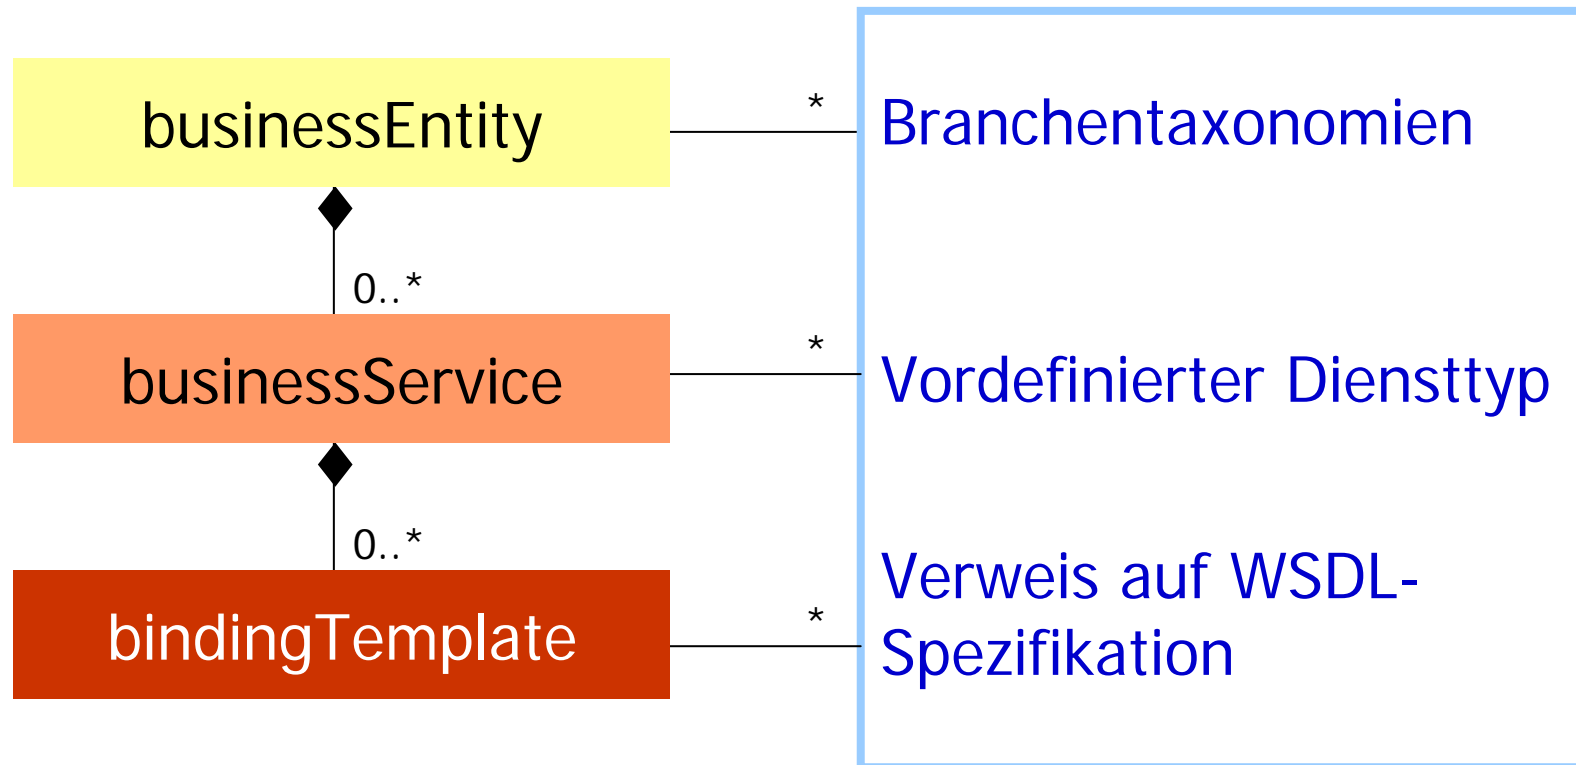 businessEntity
*
Branchentaxonomien
0..*
businessService
*
Vordefinierter Diensttyp
0..*
bindingTemplate
*
Verweis auf WSDL-
Spezifikation